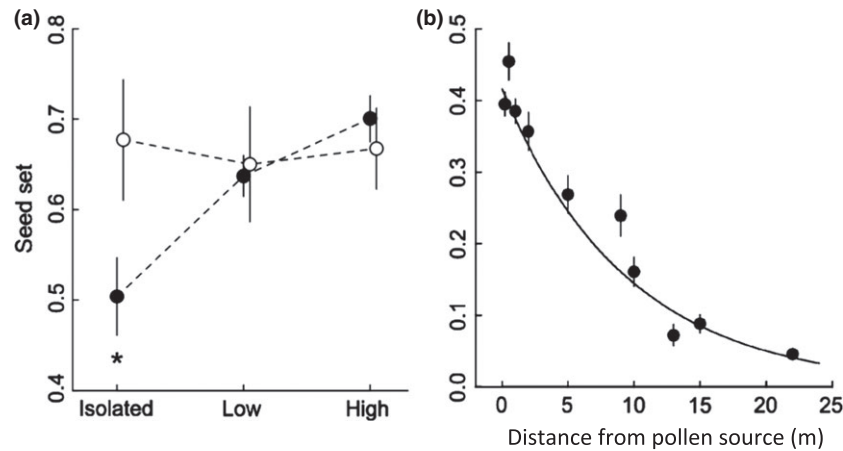 (a)
0.8
0.7
0.6
0.5
0.4
Seed set
Isolated Low High
*
(b)
0.5
0.4
0.3
0.2
0.1
0.0
0 5 10 15 20 25
Distance from pollen source (m)